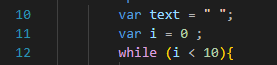 10 var text = " ";
11 var i = 0 ;
12 while (i < 10){